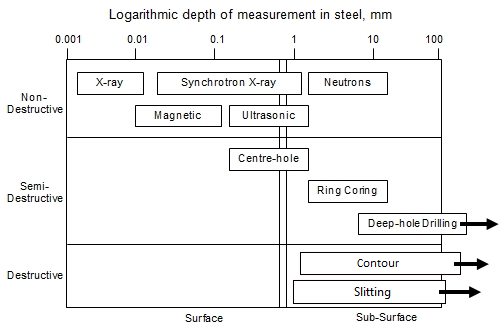 Logarithmic depth of measurement in steel, mm
0.001 0.01 0.1 1 10 100
X-ray Synchrotron X-ray Neutrons
Non-
Destructive
Magnetic Ultrasonic
Centre-hole
Semi-
Destructive
Ring Coring
Deep-hole Drilling
Contour
Destructive
Slitting
Surface Sub-Surface